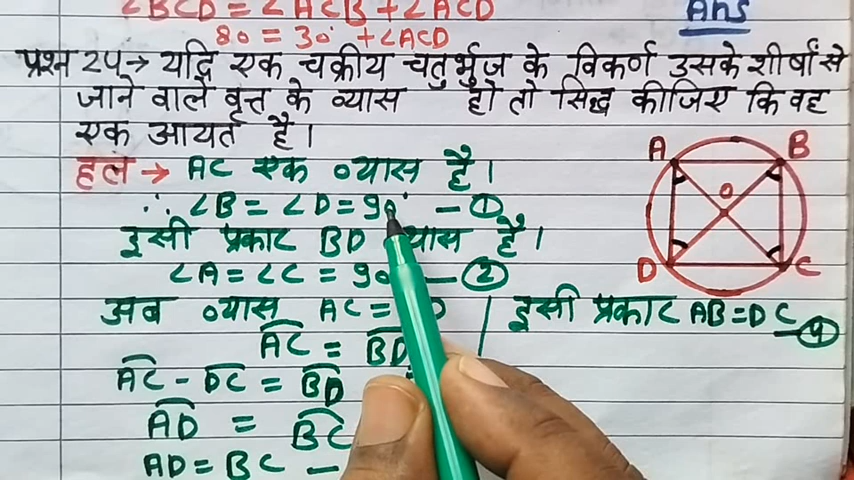 ∠BCD = ∠ACB + ∠ACD
80 = 30° + ∠ACD
Ans
प्रश्न 24→ यदि एक चक्रीय चतुर्भुज के विकर्ण उसके शीर्षों से
जाने वाले वृत्त के व्यास हो तो सिद्ध कीजिए कि वह
एक आयत है।
हल → AC एक व्यास है।
∴ ∠B = ∠D = 90° — ①
इसी प्रकार BD व्यास है।
∠A = ∠C = 90 — ②
अब व्यास AC =
AC = BD
AC - DC = BD
AD = BC
AD = BC —
इसी प्रकार AB = DC
— ④
A
B
O
D
C